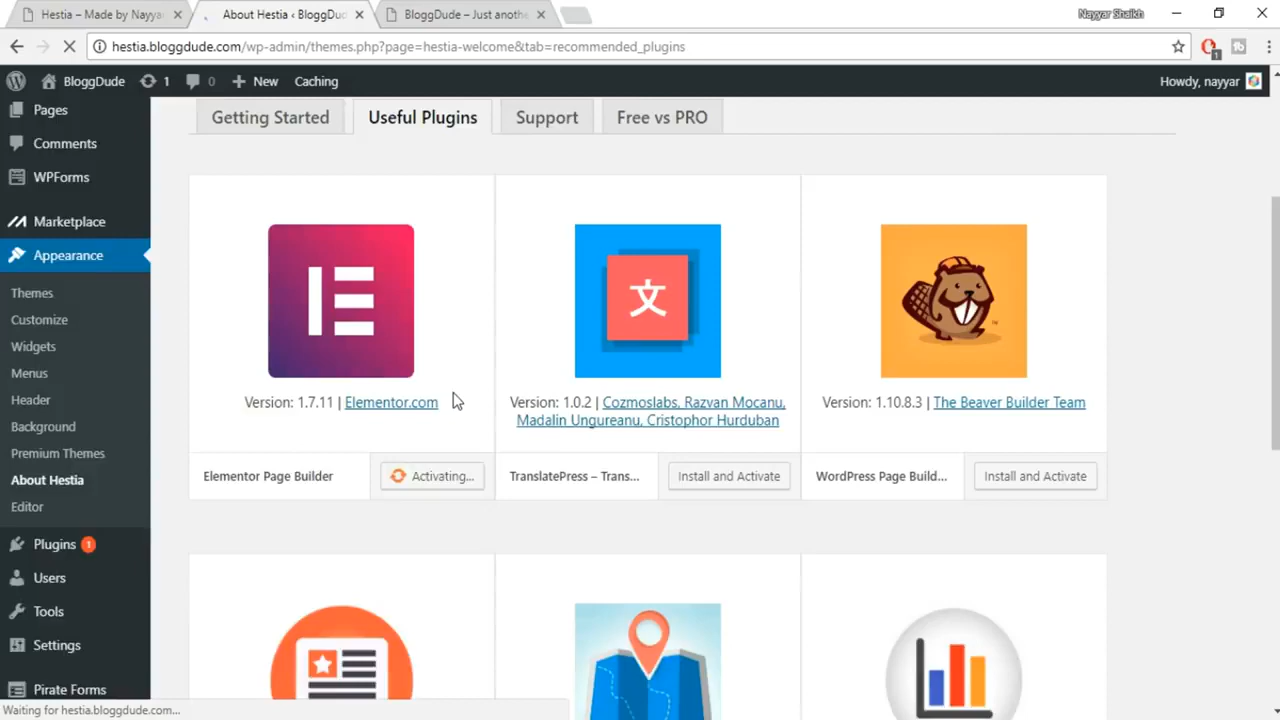 Hestia – Made by Nayya
About Hestia ‹ BloggDud
BloggDude – Just anothe
Nayyar Shaikh
hestia.bloggdude.com/wp-admin/themes.php?page=hestia-welcome&tab=recommended_plugins
1
BloggDude
1
0
New
Caching
Howdy, nayyar
Pages
Comments
WPForms
Marketplace
Appearance
Themes
Customize
Widgets
Menus
Header
Background
Premium Themes
About Hestia
Editor
Plugins 1
Users
Tools
Settings
Pirate Forms
Getting Started
Useful Plugins
Support
Free vs PRO
Version: 1.7.11 | Elementor.com
Elementor Page Builder
Activating...
文
Version: 1.0.2 | Cozmoslabs, Razvan Mocanu,
Madalin Ungureanu, Cristophor Hurduban
TranslatePress – Trans...
Install and Activate
TM
Version: 1.10.8.3 | The Beaver Builder Team
WordPress Page Build...
Install and Activate
Waiting for hestia.bloggdude.com...